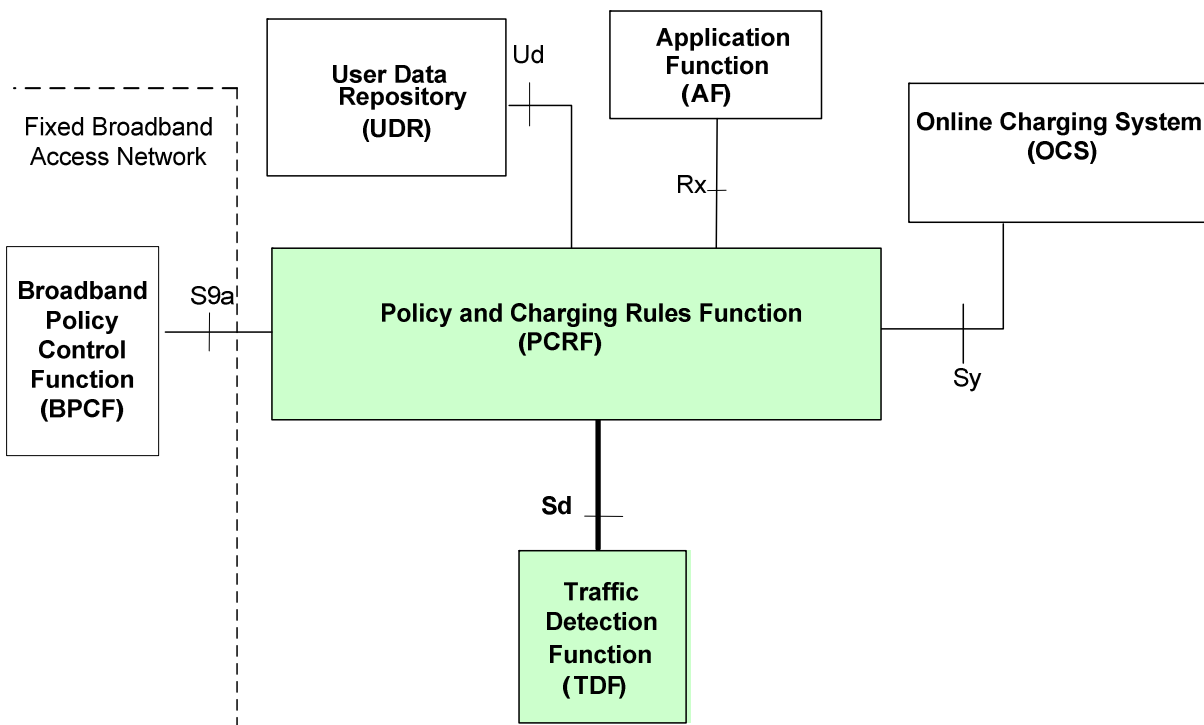 Ud
User Data
Repository
(UDR)
Application
Function
(AF)
Online Charging System
(OCS)
Fixed Broadband
Access Network
Rx
Broadband
Policy
Control
Function
(BPCF)
S9a
Policy and Charging Rules Function
(PCRF)
Sy
Sd
Traffic
Detection
Function
(TDF)